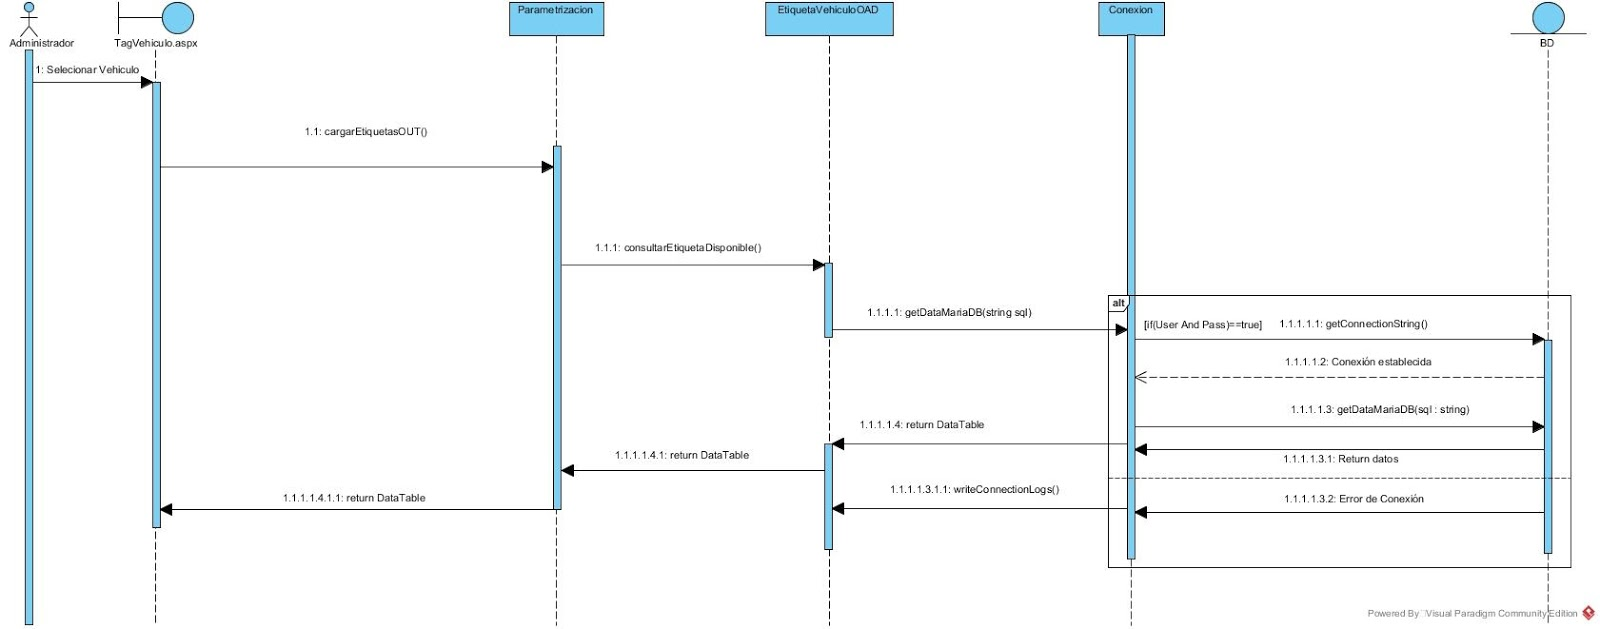 Administrador
TagVehiculo.aspx
Parametrizacion
EtiquetaVehiculoOAD
Conexion
BD
1: Selecionar Vehiculo
1.1: cargarEtiquetasOUT()
1.1.1: consultarEtiquetaDisponible()
1.1.1.1: getDataMariaDB(string sql)
alt
[if(User And Pass)==true]
1.1.1.1.1: getConnectionString()
1.1.1.1.2: Conexión establecida
1.1.1.1.3: getDataMariaDB(sql : string)
1.1.1.1.4: return DataTable
1.1.1.1.4.1: return DataTable
1.1.1.1.3.1: Return datos
1.1.1.1.3.1.1: writeConnectionLogs()
1.1.1.1.4.1.1: return DataTable
1.1.1.1.3.2: Error de Conexión
Powered By Visual Paradigm Community Edition